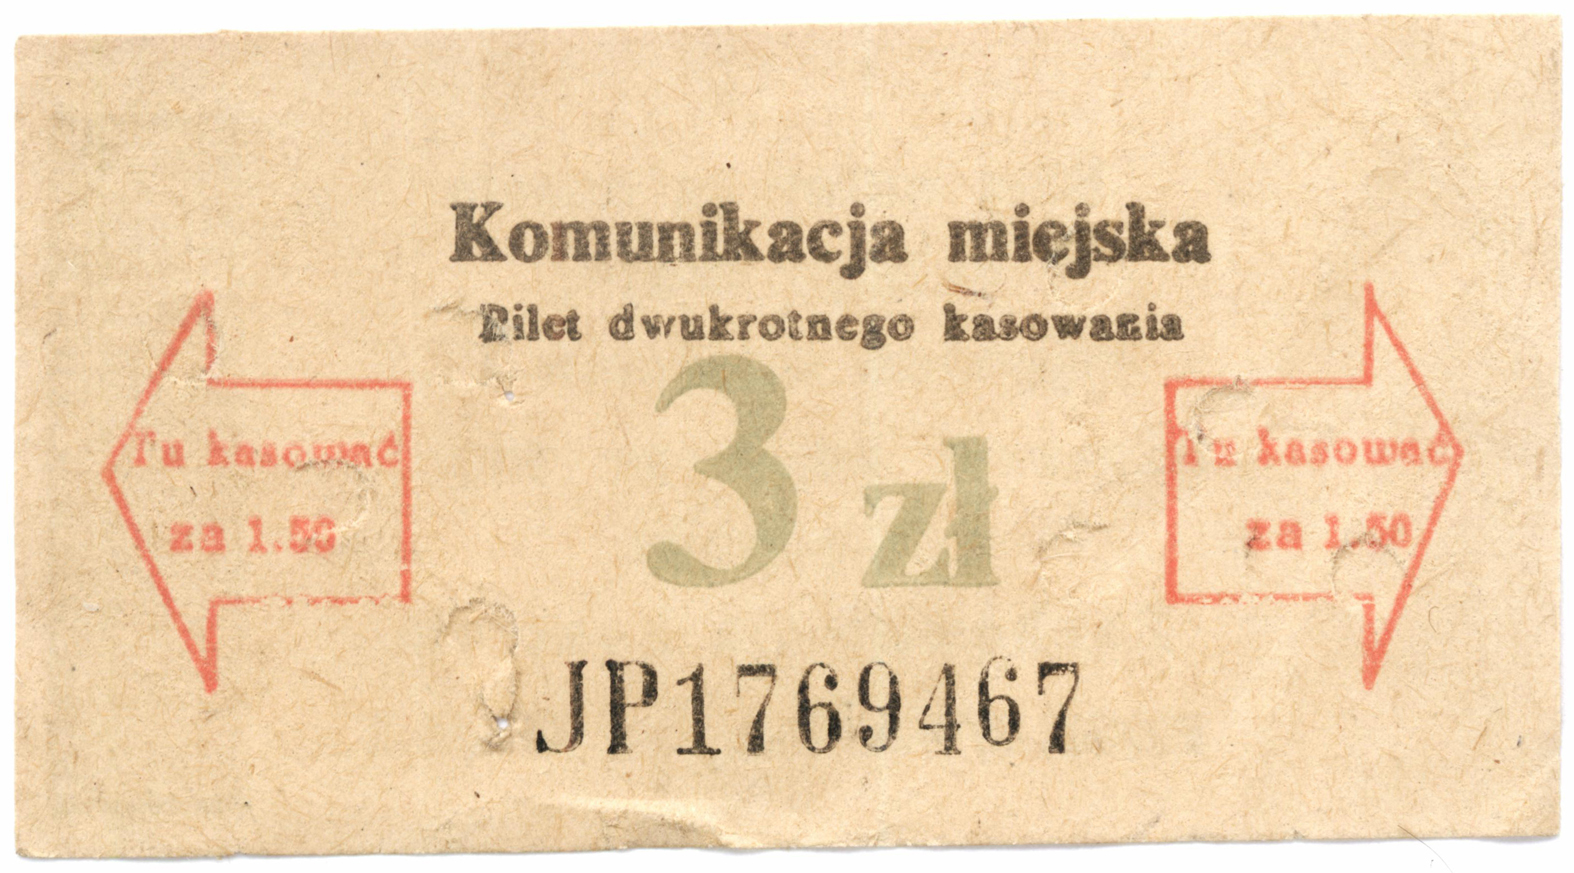 Komunikacja miejska
Bilet dwukrotnego kasowania
3 zł
Tu kasować
za 1.50
Tu kasować
za 1.50
JP1769467